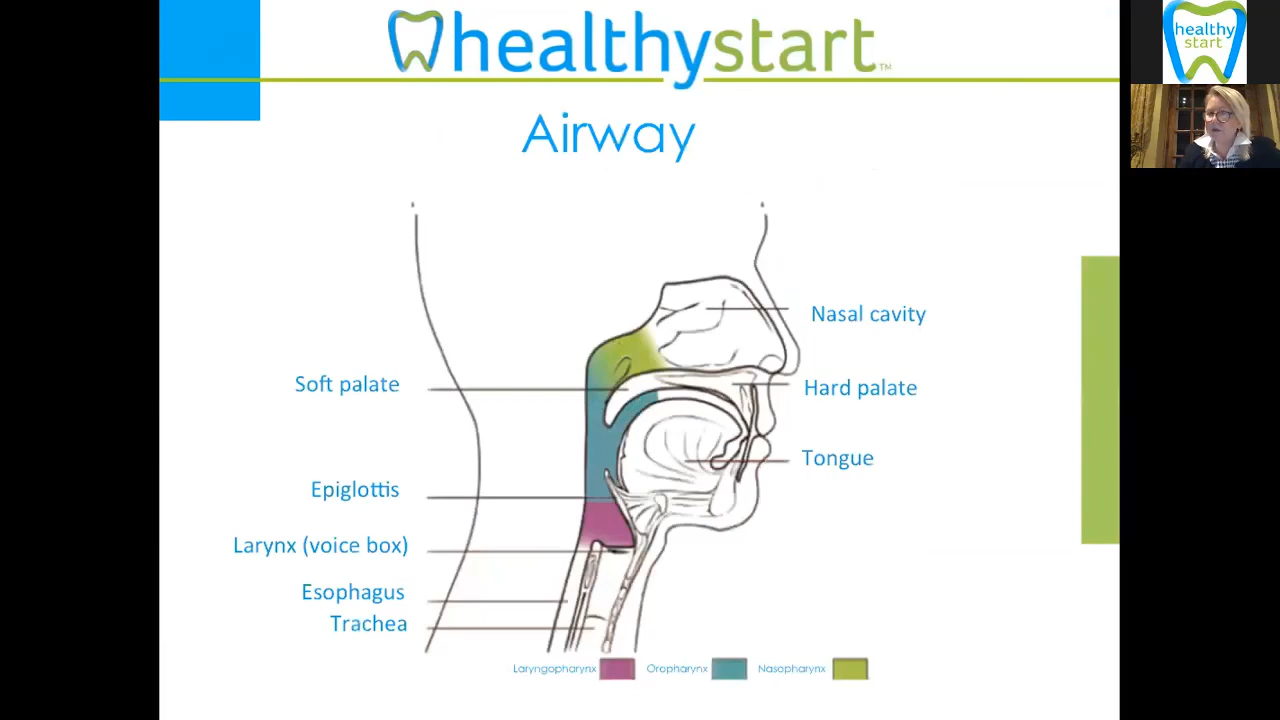 healthystart™
healthy
start
Airway
Nasal cavity
Soft palate
Hard palate
Tongue
Epiglottis
Larynx (voice box)
Esophagus
Trachea
Laryngopharynx Oropharynx Nasopharynx